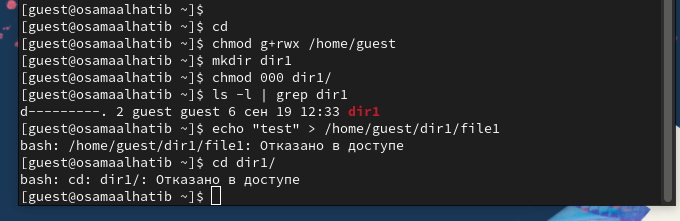 [guest@osamaalhatib ~]$
[guest@osamaalhatib ~]$ cd
[guest@osamaalhatib ~]$ chmod g+rwx /home/guest
[guest@osamaalhatib ~]$ mkdir dir1
[guest@osamaalhatib ~]$ chmod 000 dir1/
[guest@osamaalhatib ~]$ ls -l | grep dir1
d---------. 2 guest guest 6 сен 19 12:33 dir1
[guest@osamaalhatib ~]$ echo "test" > /home/guest/dir1/file1
bash: /home/guest/dir1/file1: Отказано в доступе
[guest@osamaalhatib ~]$ cd dir1/
bash: cd: dir1/: Отказано в доступе
[guest@osamaalhatib ~]$